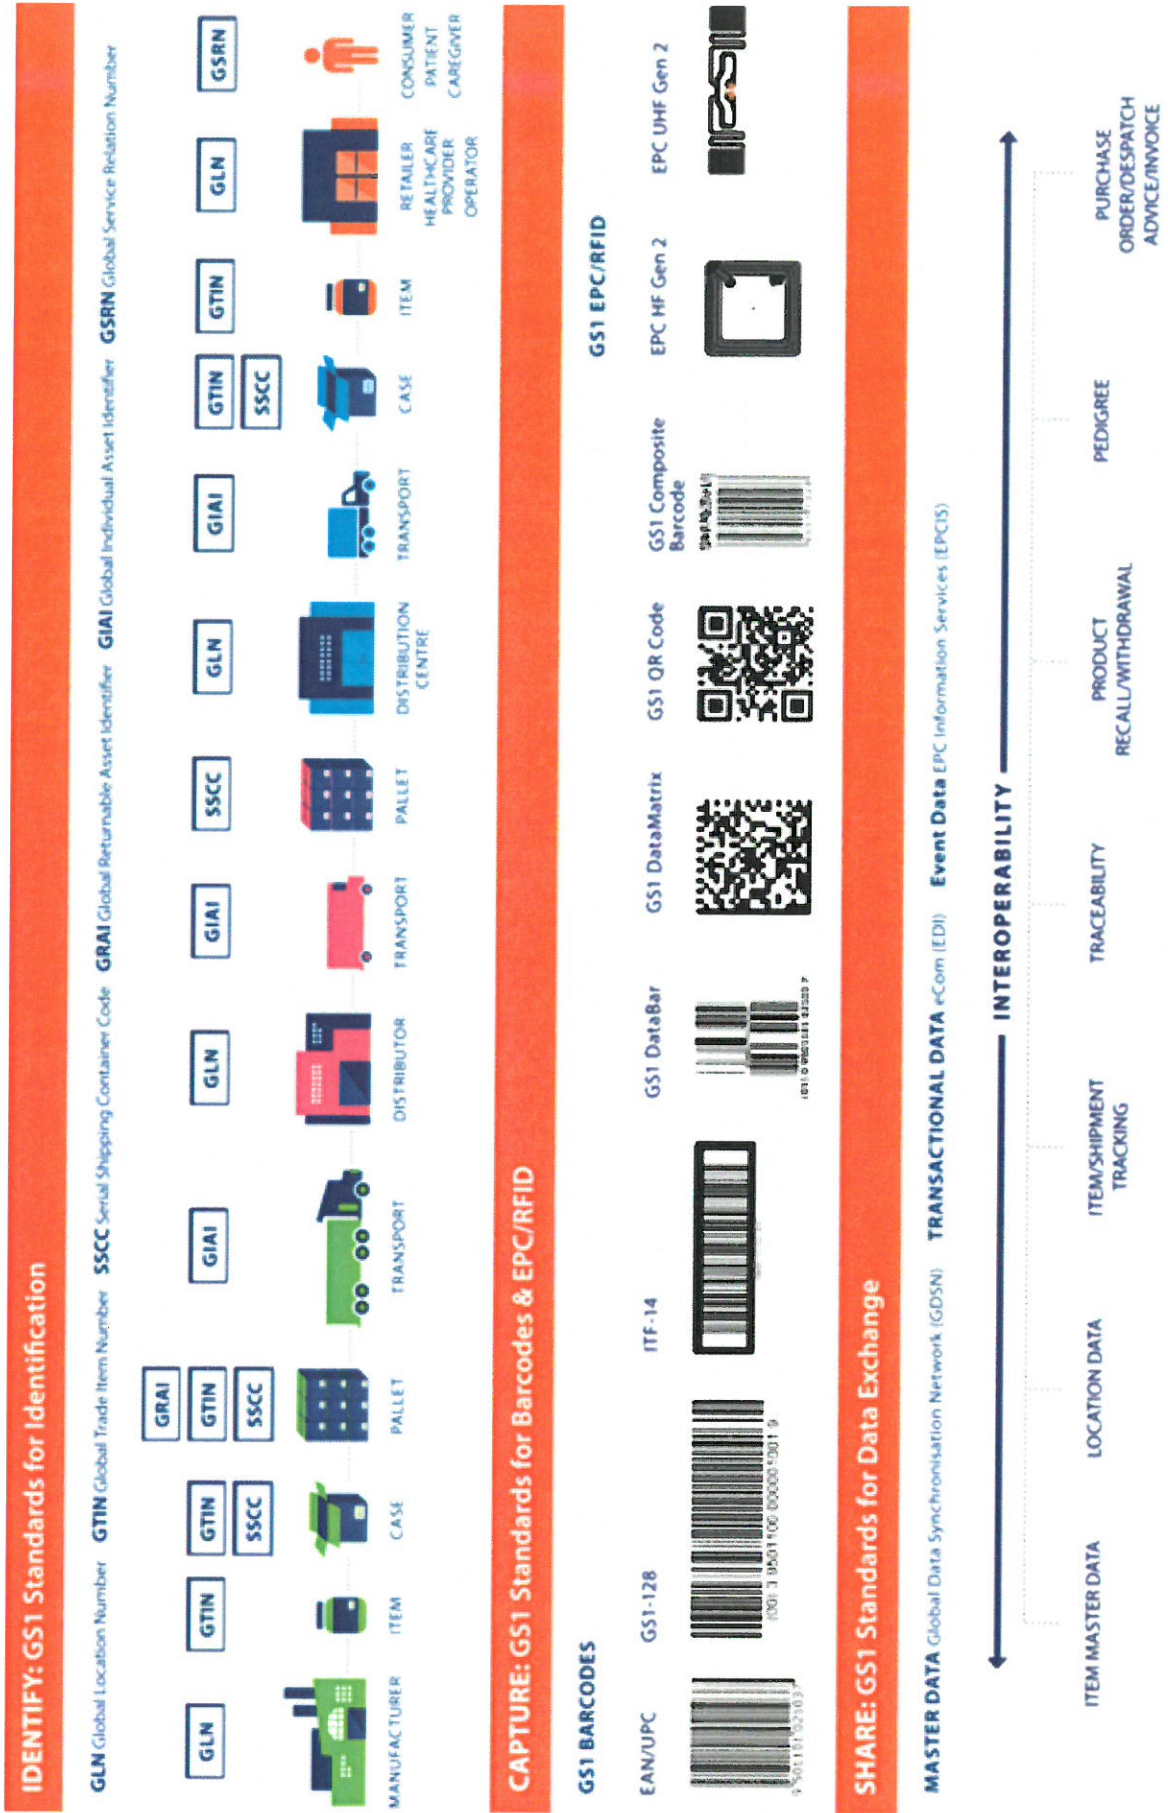 IDENTIFY: GS1 Standards for Identification
GLN Global Location Number GTIN Global Trade Item Number SSCC Serial Shipping Container Code GRAI Global Returnable Asset Identifier GIAI Global Individual Asset Identifier GSRN Global Service Relation Number
GRAI
GLN GTIN GTIN GTIN GIAI GLN GIAI SSCC GLN GIAI GTIN GTIN GLN GSRN
SSCC SSCC SSCC
MANUFACTURER ITEM CASE PALLET TRANSPORT DISTRIBUTOR TRANSPORT PALLET DISTRIBUTION TRANSPORT CASE ITEM RETAILER CONSUMER
CENTRE HEALTHCARE PATIENT
PROVIDER CAREGIVER
OPERATOR
CAPTURE: GS1 Standards for Barcodes & EPC/RFID
GS1 BARCODES GS1 EPC/RFID
EAN/UPC GS1-128 ITF-14 GS1 DataBar GS1 DataMatrix GS1 QR Code GS1 Composite EPC HF Gen 2 EPC UHF Gen 2
Barcode
SHARE: GS1 Standards for Data Exchange
MASTER DATA Global Data Synchronisation Network (GDSN) TRANSACTIONAL DATA eCom (EDI) Event Data EPC Information Services (EPCIS)
INTEROPERABILITY
ITEM MASTER DATA LOCATION DATA ITEM/SHIPMENT TRACEABILITY PRODUCT PEDIGREE PURCHASE
TRACKING RECALL/WITHDRAWAL ORDER/DESPATCH
ADVICE/INVOICE